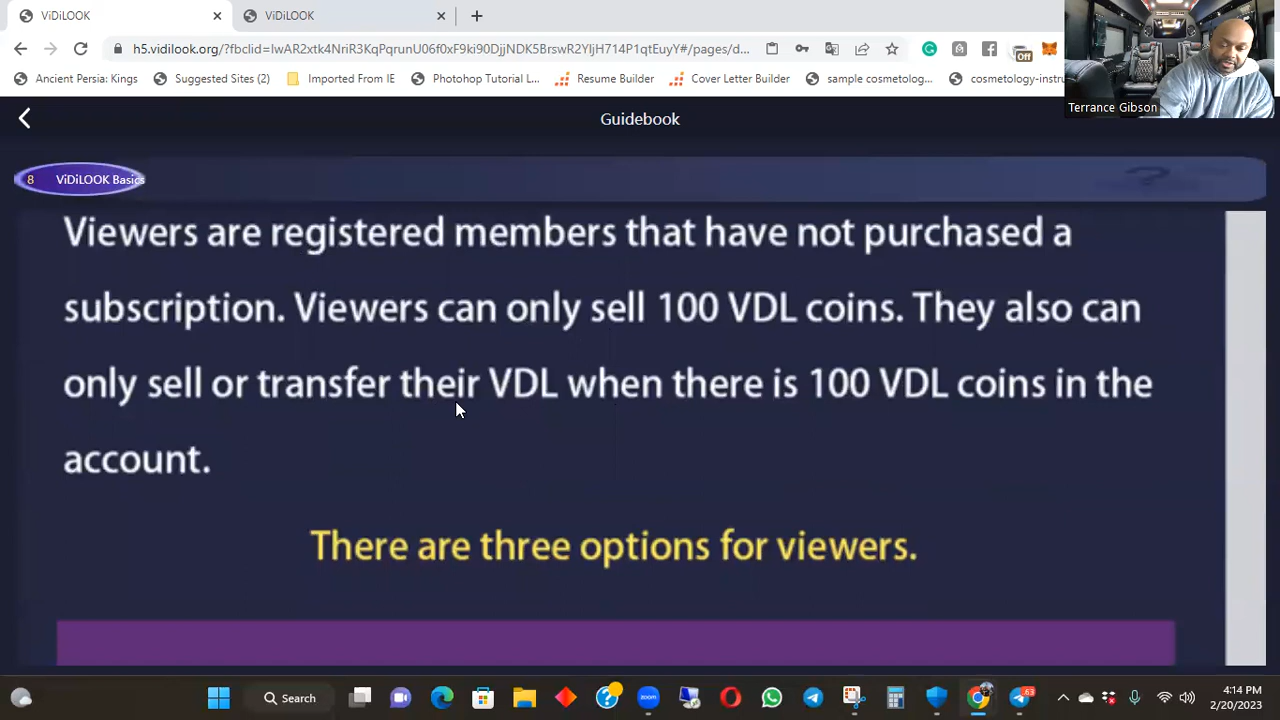 ViDiLOOK
ViDiLOOK
h5.vidilook.org/?fbclid=IwAR2xtk4NriR3KqPqrunU06f0xF9ki90DjjNDK5BrswR2YIjH714P1qtEuyY#/pages/d...
Ancient Persia: Kings
Suggested Sites (2)
Imported From IE
Photohop Tutorial L...
Resume Builder
Cover Letter Builder
sample cosmetolog...
cosmetology-instru
Off
Terrance Gibson
Guidebook
8 ViDiLOOK Basics
Viewers are registered members that have not purchased a
subscription. Viewers can only sell 100 VDL coins. They also can
only sell or transfer their VDL when there is 100 VDL coins in the
account.
There are three options for viewers.
Search
zoom
63
4:14 PM
2/20/2023